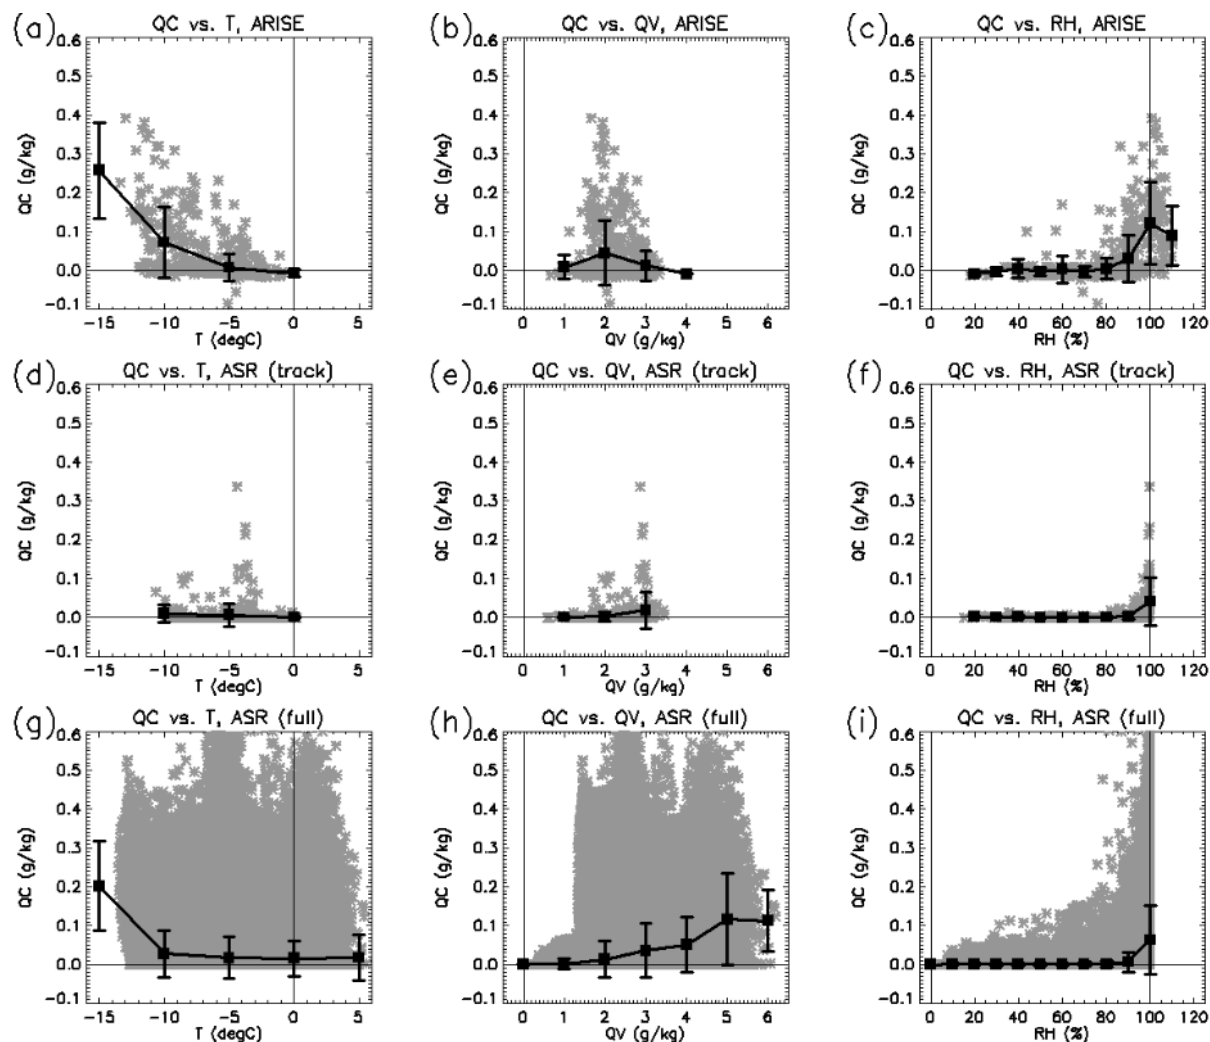 (a) QC vs. T, ARISE
0.6
0.5
0.4
0.3
0.2
0.1
0.0
-0.1
QC (g/kg)
-15 -10 -5 0 5
T (degC)
(b) QC vs. QV, ARISE
0.6
0.5
0.4
0.3
0.2
0.1
0.0
-0.1
QC (g/kg)
0 1 2 3 4 5 6
QV (g/kg)
(c) QC vs. RH, ARISE
0.6
0.5
0.4
0.3
0.2
0.1
0.0
-0.1
QC (g/kg)
0 20 40 60 80 100 120
RH (%)
(d) QC vs. T, ASR (track)
0.6
0.5
0.4
0.3
0.2
0.1
0.0
-0.1
QC (g/kg)
-15 -10 -5 0 5
T (degC)
(e) QC vs. QV, ASR (track)
0.6
0.5
0.4
0.3
0.2
0.1
0.0
-0.1
QC (g/kg)
0 1 2 3 4 5 6
QV (g/kg)
(f) QC vs. RH, ASR (track)
0.6
0.5
0.4
0.3
0.2
0.1
0.0
-0.1
QC (g/kg)
0 20 40 60 80 100 120
RH (%)
(g) QC vs. T, ASR (full)
0.6
0.5
0.4
0.3
0.2
0.1
0.0
-0.1
QC (g/kg)
-15 -10 -5 0 5
T (degC)
(h) QC vs. QV, ASR (full)
0.6
0.5
0.4
0.3
0.2
0.1
0.0
-0.1
QC (g/kg)
0 1 2 3 4 5 6
QV (g/kg)
(i) QC vs. RH, ASR (full)
0.6
0.5
0.4
0.3
0.2
0.1
0.0
-0.1
QC (g/kg)
0 20 40 60 80 100 120
RH (%)